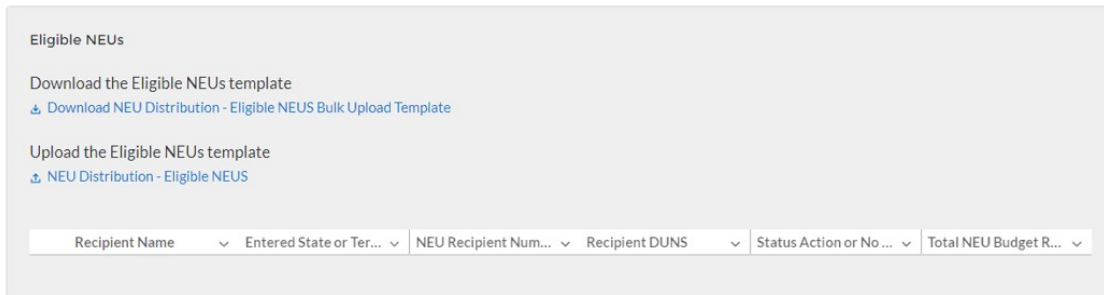 Eligible NEUs
Download the Eligible NEUs template
Download NEU Distribution - Eligible NEUS Bulk Upload Template
Upload the Eligible NEUs template
NEU Distribution - Eligible NEUS
Recipient Name Entered State or Ter... NEU Recipient Num... Recipient DUNS Status Action or No ... Total NEU Budget R...